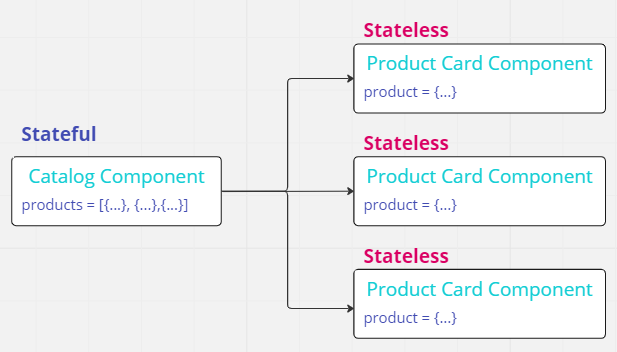 Stateless
Product Card Component
product = {...}
Stateful
Catalog Component
products = [{...}, {...},{...}]
Stateless
Product Card Component
product = {...}
Stateless
Product Card Component
product = {...}